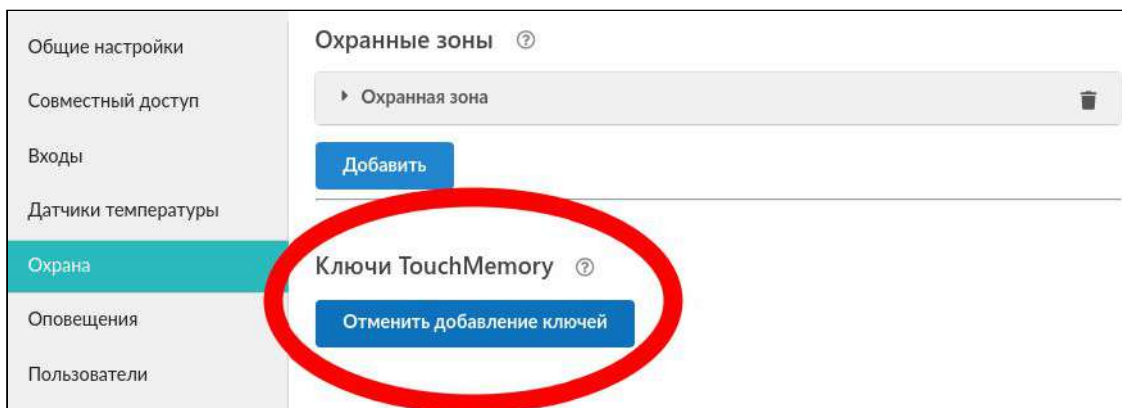 Общие настройки
Совместный доступ
Входы
Датчики температуры
Охрана
Оповещения
Пользователи
Охранные зоны
Охранная зона
Добавить
Ключи TouchMemory
Отменить добавление ключей